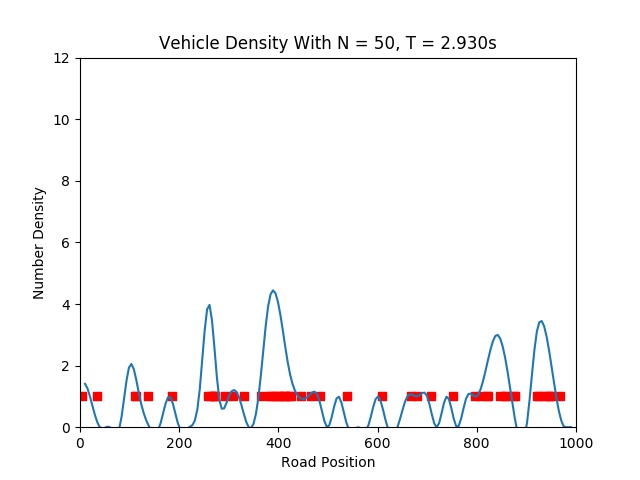 Vehicle Density With N = 50, T = 2.930s
12
10
8
6
4
2
0
Number Density
0 200 400 600 800 1000
Road Position